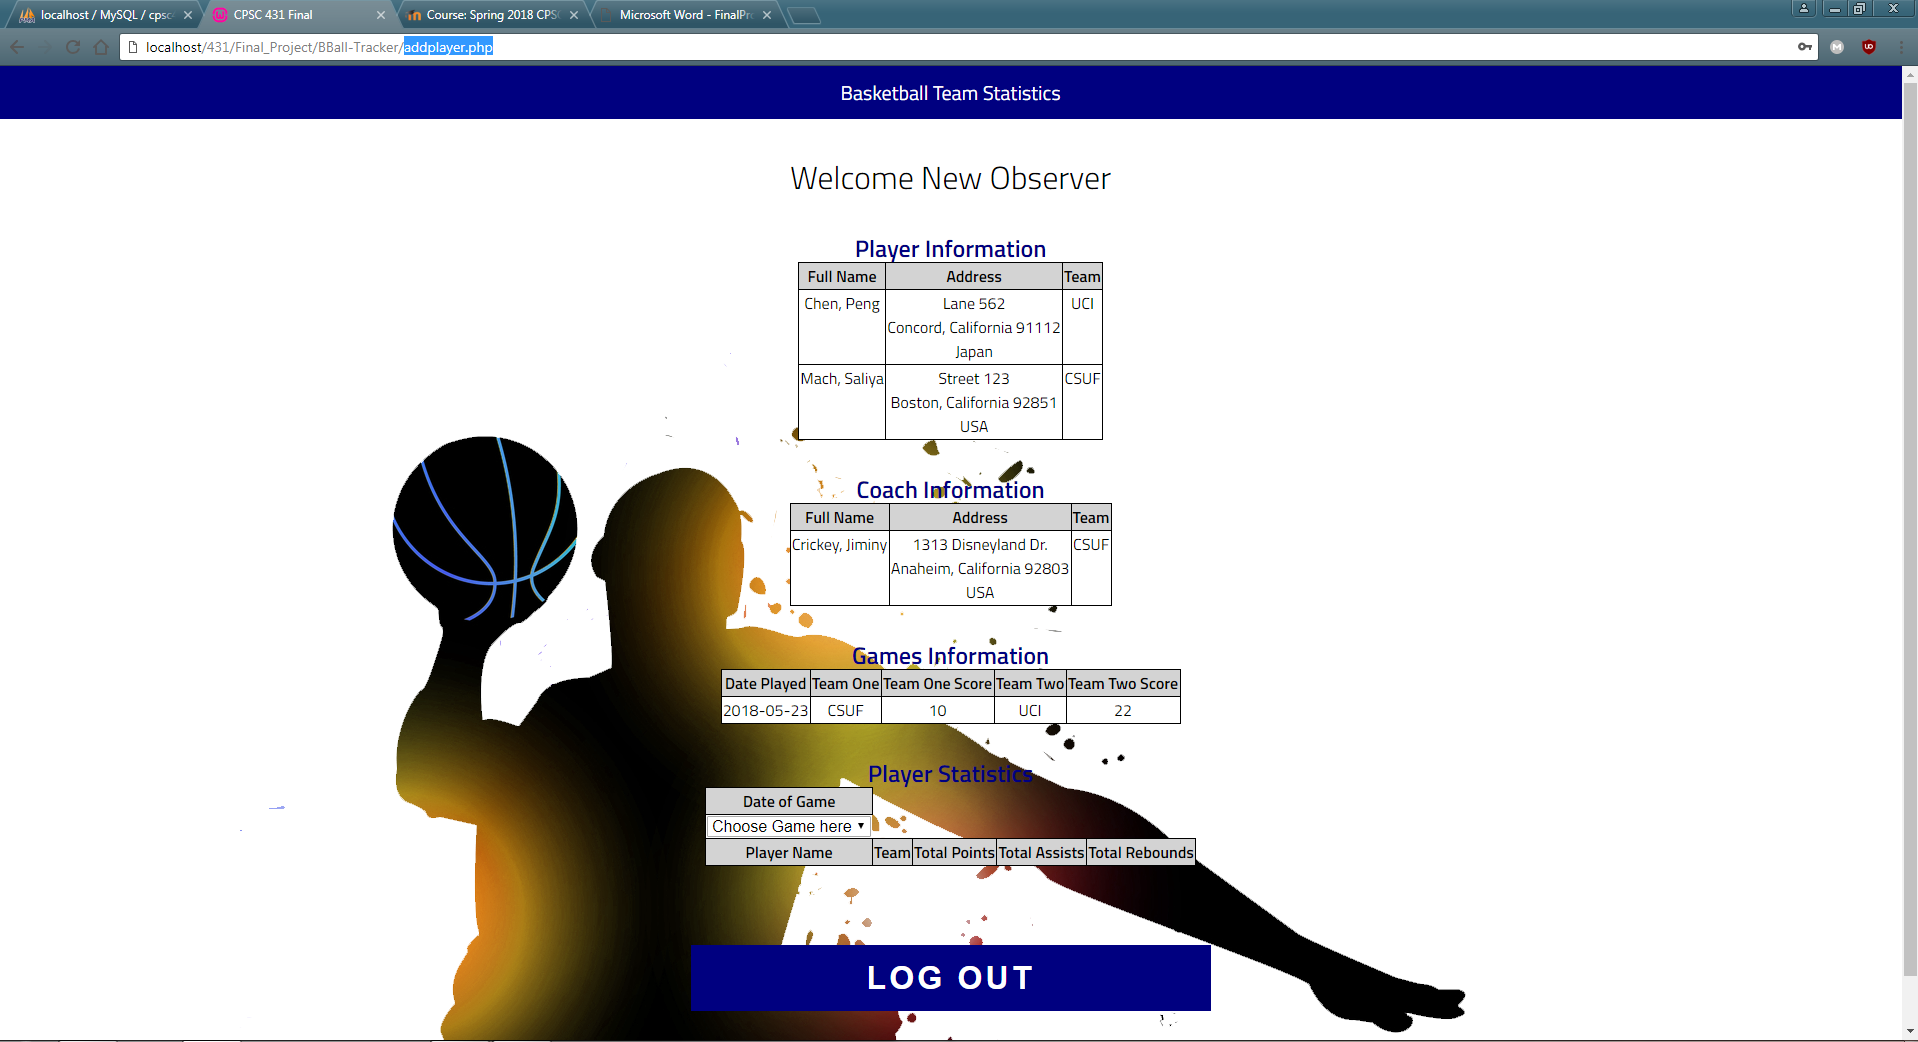 localhost / MySQL / cpsc
CPSC 431 Final
Course: Spring 2018 CPS
Microsoft Word - FinalPr
localhost/431/Final_Project/BBall-Tracker/addplayer.php
Basketball Team Statistics
Welcome New Observer
Player Information
Full Name Address Team
Chen, Peng Lane 562 UCI
Concord, California 91112
Japan
Mach, Saliya Street 123 CSUF
Boston, California 92851
USA
Coach Information
Full Name Address Team
Crickey, Jiminy 1313 Disneyland Dr. CSUF
Anaheim, California 92803
USA
Games Information
Date Played Team One Team One Score Team Two Team Two Score
2018-05-23 CSUF 10 UCI 22
Player Statistics
Date of Game
Choose Game here
Player Name Team Total Points Total Assists Total Rebounds
LOG OUT